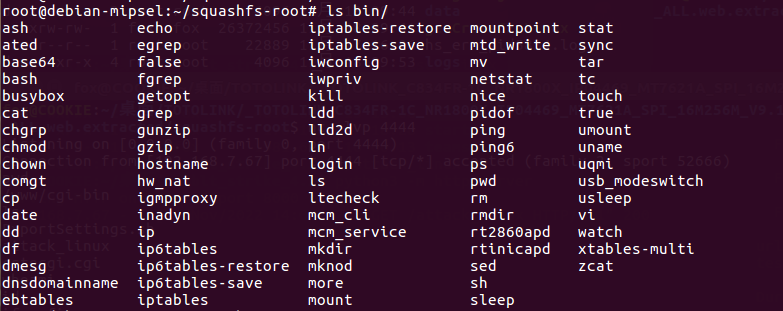 root@debian-mipsel:~/squashfs-root# ls bin/
ash echo iptables-restore mountpoint stat
ated egrep iptables-save mtd_write sync
base64 false iwconfig mv tar
bash fgrep iwpriv netstat tc
busybox getopt kill nice touch
cat grep ldd pidof true
chgrp gunzip lld2d ping umount
chmod gzip ln ping6 uname
chown hostname login ps uqmi
comgt hw_nat ls pwd usb_modeswitch
cp igmpproxy ltecheck rm usleep
date inadyn mcm_cli rmdir vi
dd ip mcm_service rt2860apd watch
df ip6tables mkdir rtinicapd xtables-multi
dmesg ip6tables-restore mknod sed zcat
dnsdomainname ip6tables-save more sh
ebtables iptables mount sleep